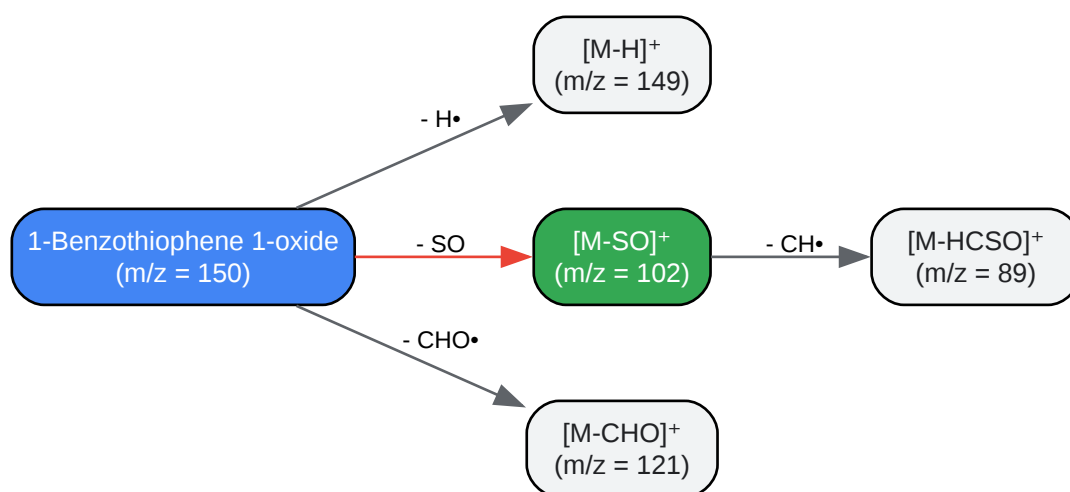 [M-H]⁺
(m/z = 149)
- H•
1-Benzothiophene 1-oxide
(m/z = 150)
- SO
[M-SO]⁺
(m/z = 102)
- CH•
[M-HCSO]⁺
(m/z = 89)
- CHO•
[M-CHO]⁺
(m/z = 121)